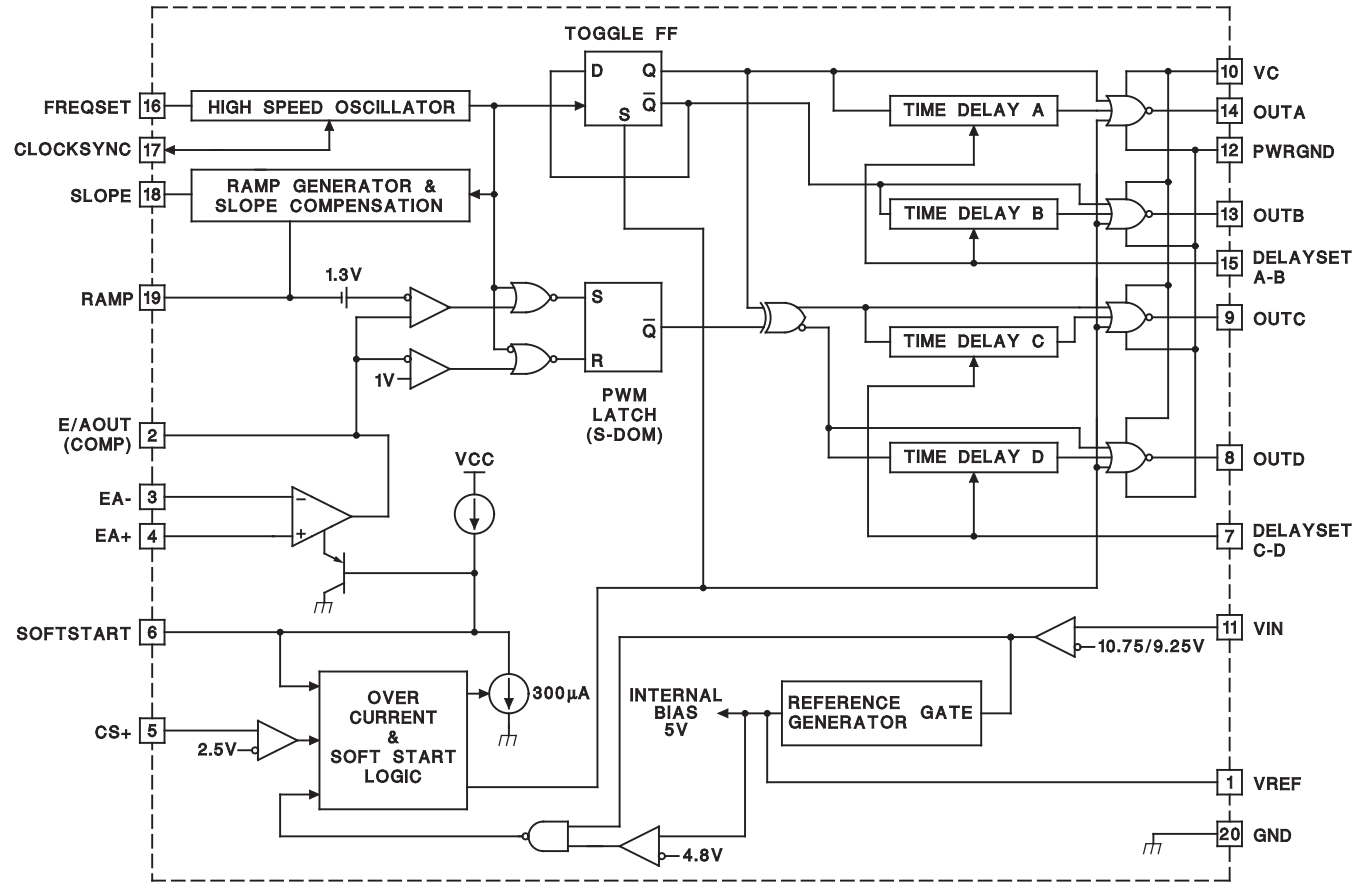 TOGGLE FF
D
Q
Q
S
FREQSET
16
HIGH SPEED OSCILLATOR
CLOCKSYNC
17
SLOPE
18
RAMP GENERATOR &
SLOPE COMPENSATION
RAMP
19
1.3V
1V
S
Q
R
PWM
LATCH
(S-DOM)
E/AOUT
(COMP)
2
EA-
3
−
EA+
4
+
VCC
SOFTSTART
6
CS+
5
2.5V
OVER
CURRENT
&
SOFT START
LOGIC
300µA
INTERNAL
BIAS
5V
REFERENCE
GENERATOR
GATE
4.8V
10.75/9.25V
TIME DELAY A
TIME DELAY B
TIME DELAY C
TIME DELAY D
10
VC
14
OUTA
12
PWRGND
13
OUTB
15
DELAYSET
A-B
9
OUTC
8
OUTD
7
DELAYSET
C-D
11
VIN
1
VREF
20
GND